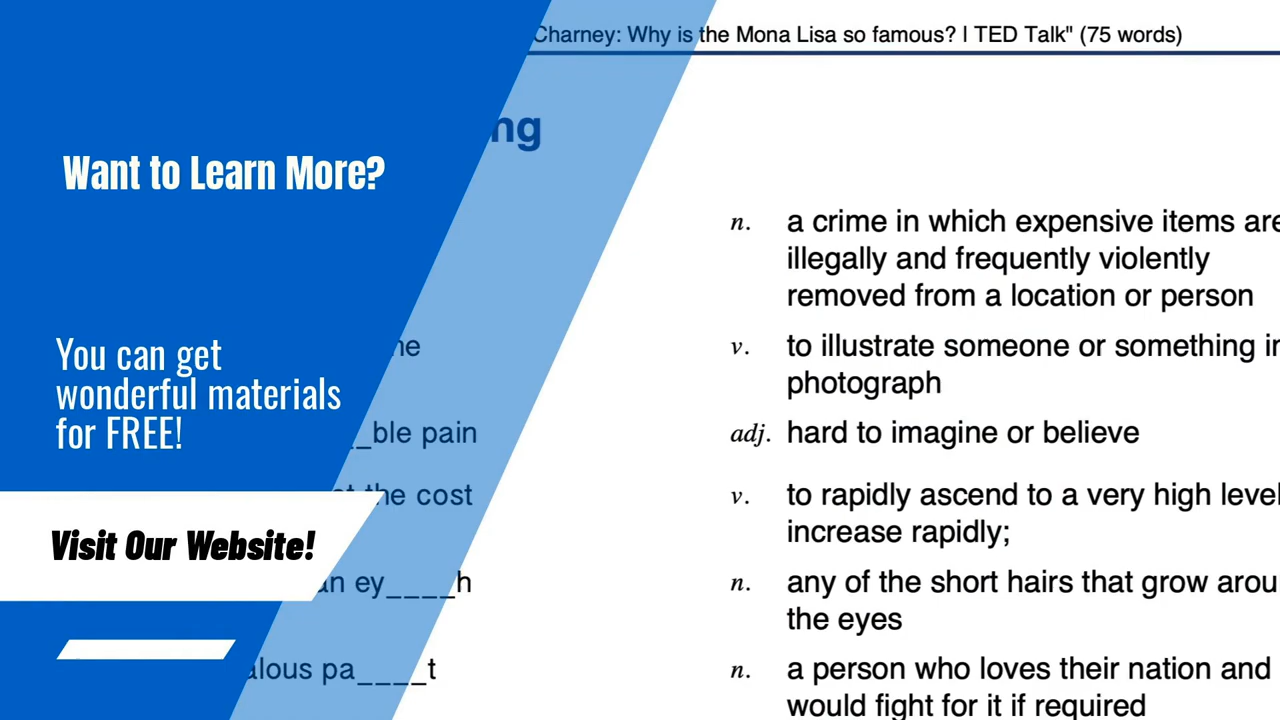 Charney: Why is the Mona Lisa so famous? | TED Talk" (75 words)
ng
Want to Learn More?
You can get
wonderful materials
for FREE!
Visit Our Website!
ne
_ble pain
the cost
an ey____h
alous pa____t
n. a crime in which expensive items are
illegally and frequently violently
removed from a location or person
v. to illustrate someone or something in
photograph
adj. hard to imagine or believe
v. to rapidly ascend to a very high level
increase rapidly;
n. any of the short hairs that grow arou
the eyes
n. a person who loves their nation and
would fight for it if required